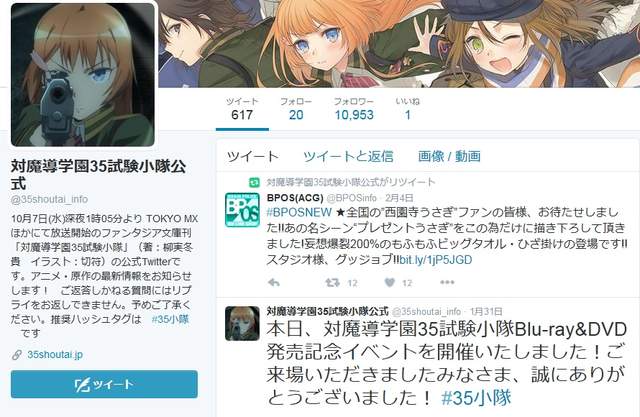 ツイート
617
フォロー
20
フォロワー
10,953
いいね
1
対魔導学園35試験小隊公
式
@35shoutai_info
10月7日(水)深夜1時05分より TOKYO MX
ほかにて放送開始のファンタジア文庫刊
「対魔導学園35試験小隊」（著：柳実冬
貴　イラスト：切符）の公式Twitterで
す。アニメ・原作の最新情報をお知らせ
します！　ご返答しかねる質問にはリプ
ライをお返しできません。予めご了承く
ださい。推奨ハッシュタグは　#35小隊
です
35shoutai.jp
ツイート
ツイート
ツイートと返信
画像 / 動画
対魔導学園35試験小隊公式がリツイート
BPOS(ACG) @BPOSinfo · 2月4日
#BPOSNEW ★全国の"西園寺うさぎ"ファンの皆様、お待たせしまし
た!!あの名シーン"プレゼントうさぎ"をこの為だけに描き下ろして頂
きました!妄想爆裂200%のもふもふビッグタオル・ひざ掛けの登場です!!
スタジオ様、グッジョブ!!bit.ly/1jP5JGD
BPOS
対魔導学園35試験小隊公式 @35shoutai_info · 1月31日
本日、対魔導学園35試験小隊Blu-ray&DVD
発売記念イベントを開催いたしました！ご
来場いただきましたみなさま、誠にありが
とうございました！ #35小隊